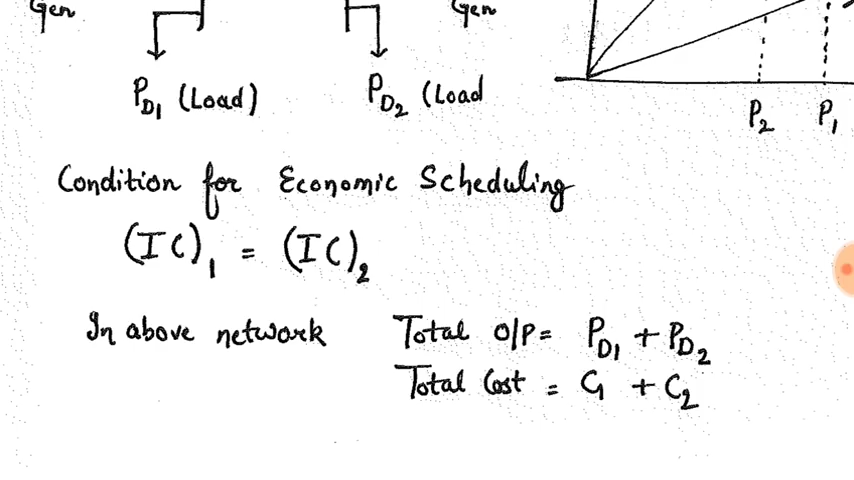 Gen
Gen
P_D1 (Load)
P_D2 (Load
P_2
P_1
Condition for Economic Scheduling
(IC)_1 = (IC)_2
In above network
Total O/P = P_D1 + P_D2
Total Cost = C_1 + C_2